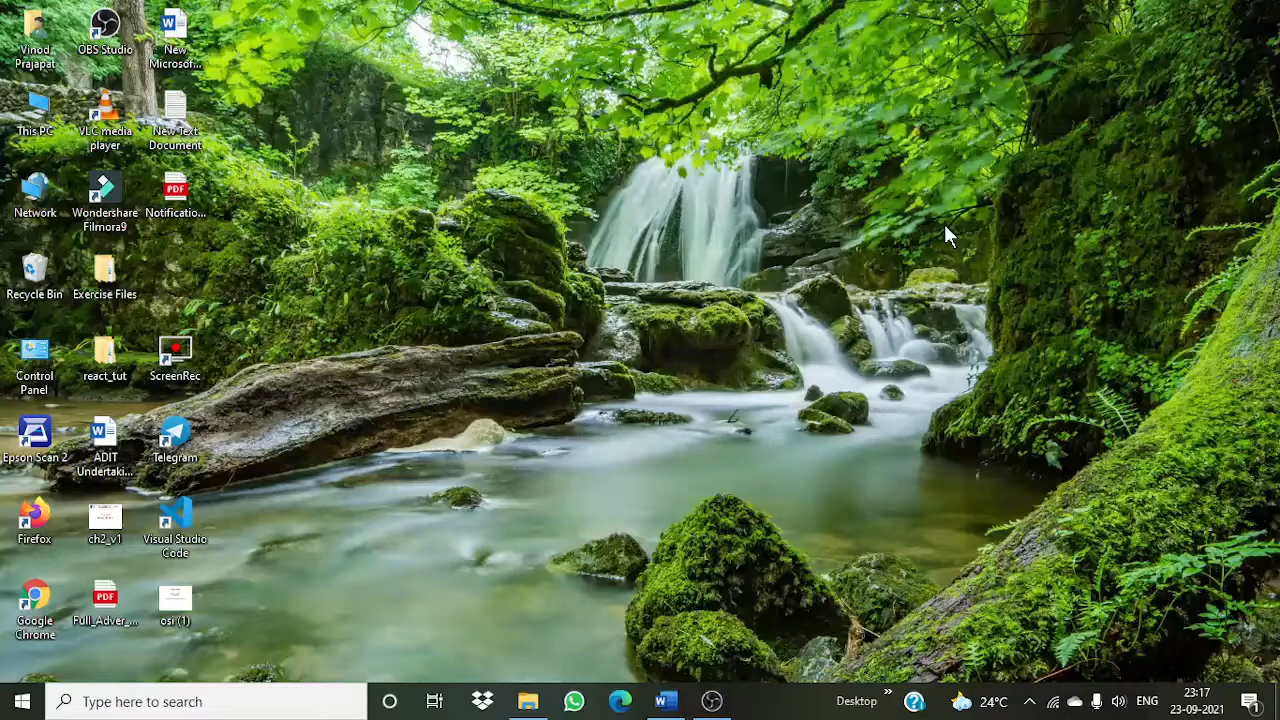 Vinod
Prajapat
OBS Studio
New
Microsof...
This PC
VLC media
player
New Text
Document
Network
Wondershare
Filmora9
PDF
Notificatio...
Recycle Bin
Exercise Files
Control
Panel
react_tut
ScreenRec
Epson Scan 2
ADIT
Undertaki...
Telegram
Firefox
ch2_v1
Visual Studio
Code
Google
Chrome
PDF
Full_Adver_...
osi (1)
Type here to search
Desktop
24°C
ENG
23:17
23-09-2021
1